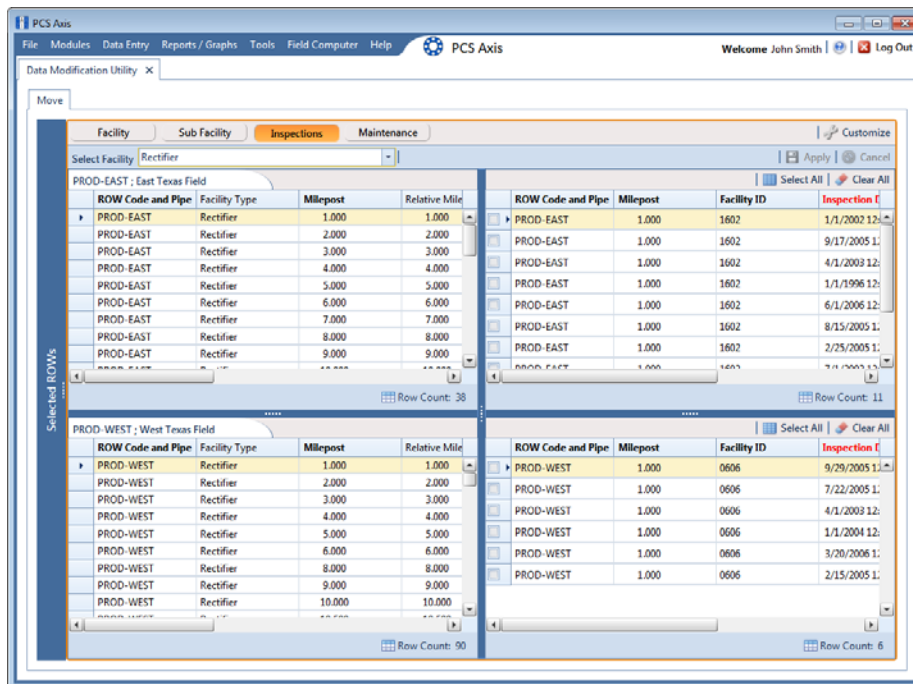 PCS Axis
File Modules Data Entry Reports / Graphs Tools Field Computer Help PCS Axis Welcome John Smith Log Out
Data Modification Utility
Move
Facility Sub Facility Inspections Maintenance Customize
Select Facility Rectifier Apply Cancel
Selected ROWs
PROD-EAST ; East Texas Field
ROW Code and Pipe Facility Type Milepost Relative Mile
PROD-EAST Rectifier 1.000 1.000
PROD-EAST Rectifier 2.000 2.000
PROD-EAST Rectifier 3.000 3.000
PROD-EAST Rectifier 4.000 4.000
PROD-EAST Rectifier 5.000 5.000
PROD-EAST Rectifier 6.000 6.000
PROD-EAST Rectifier 7.000 7.000
PROD-EAST Rectifier 8.000 8.000
PROD-EAST Rectifier 9.000 9.000
Row Count: 38
Select All Clear All
ROW Code and Pipe Milepost Facility ID Inspection D
PROD-EAST 1.000 1602 1/1/2002 12:
PROD-EAST 1.000 1602 9/17/2005 12
PROD-EAST 1.000 1602 4/1/2003 12:
PROD-EAST 1.000 1602 1/1/1996 12:
PROD-EAST 1.000 1602 6/1/2006 12:
PROD-EAST 1.000 1602 8/15/2005 12
PROD-EAST 1.000 1602 2/25/2005 12
Row Count: 11
PROD-WEST ; West Texas Field
ROW Code and Pipe Facility Type Milepost Relative Mile
PROD-WEST Rectifier 1.000 1.000
PROD-WEST Rectifier 2.000 2.000
PROD-WEST Rectifier 3.000 3.000
PROD-WEST Rectifier 4.000 4.000
PROD-WEST Rectifier 5.000 5.000
PROD-WEST Rectifier 6.000 6.000
PROD-WEST Rectifier 8.000 8.000
PROD-WEST Rectifier 9.000 9.000
PROD-WEST Rectifier 10.000 10.000
Row Count: 90
Select All Clear All
ROW Code and Pipe Milepost Facility ID Inspection D
PROD-WEST 1.000 0606 9/29/2005 12
PROD-WEST 1.000 0606 7/22/2005 12
PROD-WEST 1.000 0606 4/1/2003 12:
PROD-WEST 1.000 0606 1/1/2004 12:
PROD-WEST 1.000 0606 3/20/2006 12
PROD-WEST 1.000 0606 2/15/2005 12
Row Count: 6